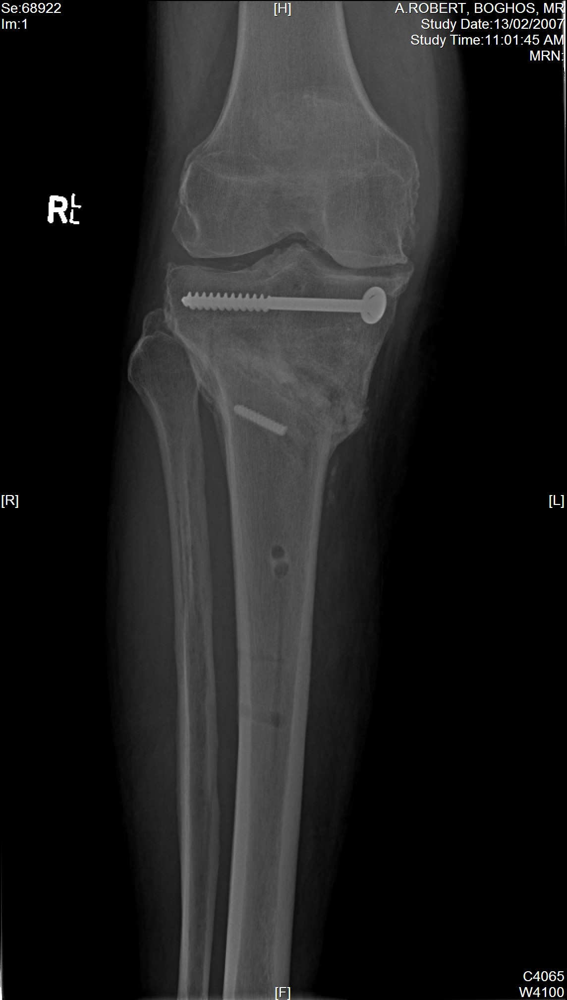 Se:68922
Im:1
[H]
A.ROBERT, BOGHOS, MR
Study Date:13/02/2007
Study Time:11:01:45 AM
MRN:
R L
L
[R]
[L]
C4065
W4100
[F]